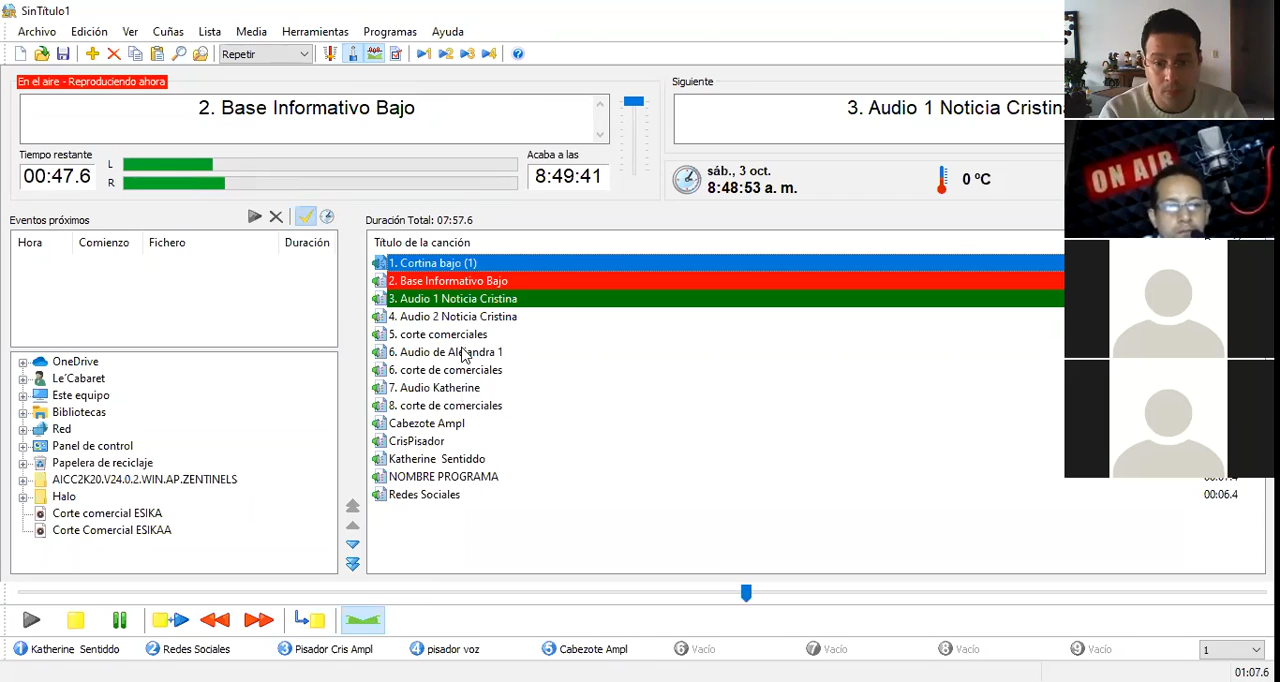 SinTítulo1
Archivo Edición Ver Cuñas Lista Media Herramientas Programas Ayuda
Repetir 1 2 3 4
En el aire - Reproduciendo ahora
2. Base Informativo Bajo
Tiempo restante
00:47.6
L
R
Acaba a las
8:49:41
Siguiente
3. Audio 1 Noticia Cristina
sáb., 3 oct.
8:48:53 a. m.
0 ºC
ON AIR
Eventos próximos
Hora Comienzo Fichero Duración
OneDrive
Le´Cabaret
Este equipo
Bibliotecas
Red
Panel de control
Papelera de reciclaje
AICC2K20.V24.0.2.WIN.AP.ZENTINELS
Halo
Corte comercial ESIKA
Corte Comercial ESIKAA
Duración Total: 07:57.6
Título de la canción
1. Cortina bajo (1)
2. Base Informativo Bajo
3. Audio 1 Noticia Cristina
4. Audio 2 Noticia Cristina
5. corte comerciales
6. Audio de Alejandra 1
6. corte de comerciales
7. Audio Katherine
8. corte de comerciales
Cabezote Ampl
CrisPisador
Katherine Sentiddo
NOMBRE PROGRAMA
Redes Sociales 00:06.4
1 Katherine Sentiddo 2 Redes Sociales 3 Pisador Cris Ampl 4 pisador voz 5 Cabezote Ampl 6 Vacío 7 Vacío 8 Vacío 9 Vacío 1
01:07.6